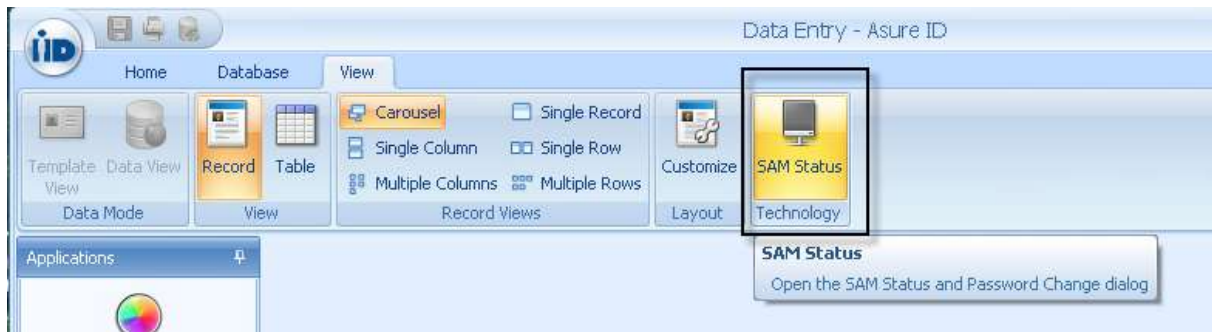 iID
Data Entry - Asure ID
Home Database View
Template View
Data View
Record
Table
Carousel
Single Column
Multiple Columns
Single Record
Single Row
Multiple Rows
Customize
SAM Status
Data Mode
View
Record Views
Layout
Technology
Applications
SAM Status
Open the SAM Status and Password Change dialog